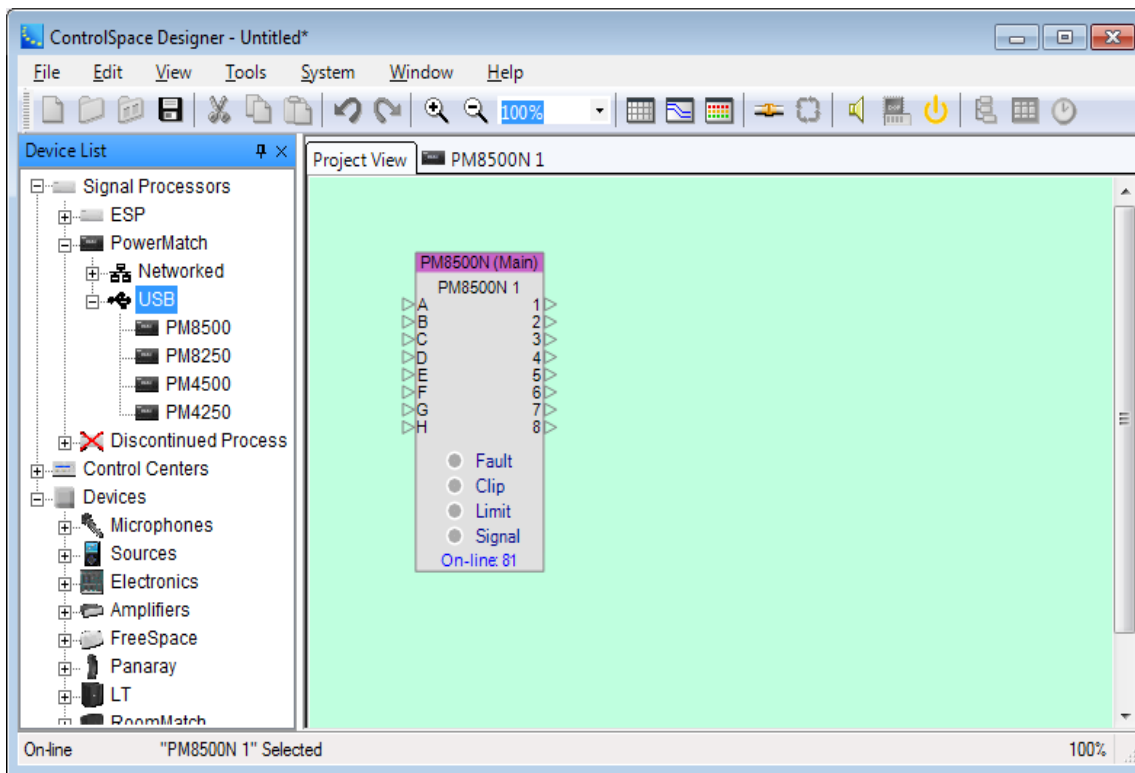 ControlSpace Designer - Untitled*
File Edit View Tools System Window Help
100%
Device List
Project View
PM8500N 1
Signal Processors
ESP
PowerMatch
Networked
USB
PM8500
PM8250
PM4500
PM4250
Discontinued Process
Control Centers
Devices
Microphones
Sources
Electronics
Amplifiers
FreeSpace
Panaray
LT
RoomMatch
PM8500N (Main)
PM8500N 1
A 1
B 2
C 3
D 4
E 5
F 6
G 7
H 8
Fault
Clip
Limit
Signal
On-line: 81
On-line "PM8500N 1" Selected 100%